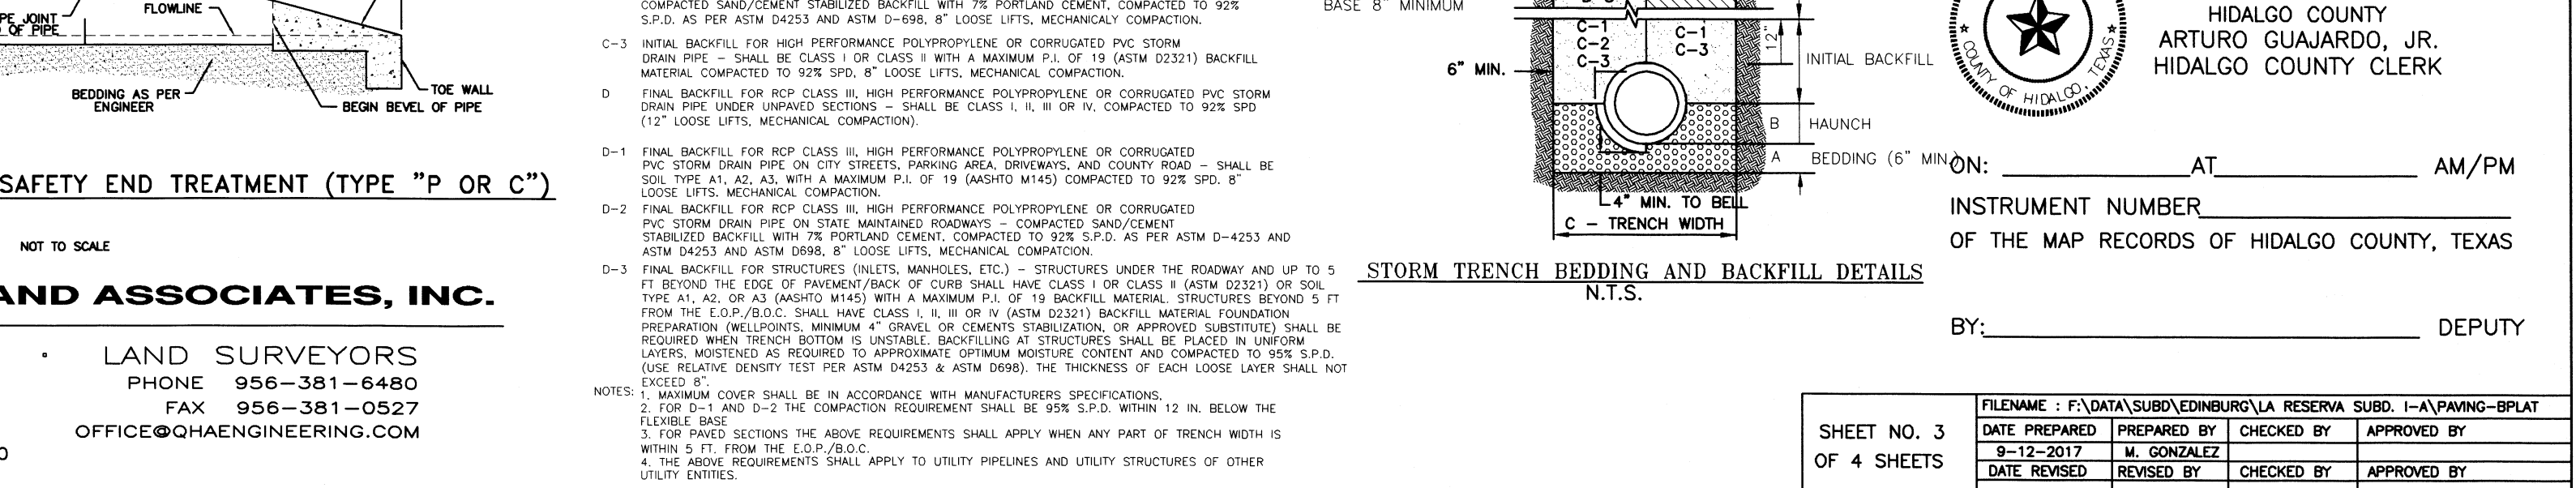 PE JOINT
OF PIPE
FLOWLINE
BEDDING AS PER
ENGINEER
TOE WALL
BEGIN BEVEL OF PIPE
SAFETY END TREATMENT (TYPE "P OR C")
NOT TO SCALE
AND ASSOCIATES, INC.
LAND SURVEYORS
PHONE 956-381-6480
FAX 956-381-0527
OFFICE@QHAENGINEERING.COM
COMPACTED SAND/CEMENT STABILIZED BACKFILL WITH 7% PORTLAND CEMENT, COMPACTED TO 92%
S.P.D. AS PER ASTM D4253 AND ASTM D-698, 8" LOOSE LIFTS, MECHANICALY COMPACTION.
C-3 INITIAL BACKFILL FOR HIGH PERFORMANCE POLYPROPYLENE OR CORRUGATED PVC STORM
DRAIN PIPE - SHALL BE CLASS I OR CLASS II WITH A MAXIMUM P.I. OF 19 (ASTM D2321) BACKFILL
MATERIAL COMPACTED TO 92% SPD, 8" LOOSE LIFTS, MECHANICAL COMPACTION.
D FINAL BACKFILL FOR RCP CLASS III, HIGH PERFORMANCE POLYPROPYLENE OR CORRUGATED PVC STORM
DRAIN PIPE UNDER UNPAVED SECTIONS - SHALL BE CLASS I, II, III OR IV, COMPACTED TO 92% SPD
(12" LOOSE LIFTS, MECHANICAL COMPACTION).
D-1 FINAL BACKFILL FOR RCP CLASS III, HIGH PERFORMANCE POLYPROPYLENE OR CORRUGATED
PVC STORM DRAIN PIPE ON CITY STREETS, PARKING AREA, DRIVEWAYS, AND COUNTY ROAD - SHALL BE
SOIL TYPE A1, A2, A3, WITH A MAXIMUM P.I. OF 19 (AASHTO M145) COMPACTED TO 92% SPD. 8"
LOOSE LIFTS. MECHANICAL COMPACTION.
D-2 FINAL BACKFILL FOR RCP CLASS III, HIGH PERFORMANCE POLYPROPYLENE OR CORRUGATED
PVC STORM DRAIN PIPE ON STATE MAINTAINED ROADWAYS - COMPACTED SAND/CEMENT
STABILIZED BACKFILL WITH 7% PORTLAND CEMENT, COMPACTED TO 92% S.P.D. AS PER ASTM D-4253 AND
ASTM D4253 AND ASTM D698, 8" LOOSE LIFTS, MECHANICAL COMPATCION.
D-3 FINAL BACKFILL FOR STRUCTURES (INLETS, MANHOLES, ETC.) - STRUCTURES UNDER THE ROADWAY AND UP TO 5
FT BEYOND THE EDGE OF PAVEMENT/BACK OF CURB SHALL HAVE CLASS I OR CLASS II (ASTM D2321) OR SOIL
TYPE A1, A2, OR A3 (AASHTO M145) WITH A MAXIMUM P.I. OF 19 BACKFILL MATERIAL. STRUCTURES BEYOND 5 FT
FROM THE E.O.P./B.O.C. SHALL HAVE CLASS I, II, III OR IV (ASTM D2321) BACKFILL MATERIAL FOUNDATION
PREPARATION (WELLPOINTS, MINIMUM 4" GRAVEL OR CEMENTS STABILIZATION, OR APPROVED SUBSTITUTE) SHALL BE
REQUIRED WHEN TRENCH BOTTOM IS UNSTABLE. BACKFILLING AT STRUCTURES SHALL BE PLACED IN UNIFORM
LAYERS, MOISTENED AS REQUIRED TO APPROXIMATE OPTIMUM MOISTURE CONTENT AND COMPACTED TO 95% S.P.D.
(USE RELATIVE DENSITY TEST PER ASTM D4253 & ASTM D698). THE THICKNESS OF EACH LOOSE LAYER SHALL NOT
EXCEED 8".
NOTES: 1. MAXIMUM COVER SHALL BE IN ACCORDANCE WITH MANUFACTURERS SPECIFICATIONS,
2. FOR D-1 AND D-2 THE COMPACTION REQUIREMENT SHALL BE 95% S.P.D. WITHIN 12 IN. BELOW THE
FLEXIBLE BASE
3. FOR PAVED SECTIONS THE ABOVE REQUIREMENTS SHALL APPLY WHEN ANY PART OF TRENCH WIDTH IS
WITHIN 5 FT. FROM THE E.O.P./B.O.C.
4. THE ABOVE REQUIREMENTS SHALL APPLY TO UTILITY PIPELINES AND UTILITY STRUCTURES OF OTHER
UTILITY ENTITIES.
BASE 8" MINIMUM
C-1
C-2
C-3
C-1
C-3
12"
6" MIN.
INITIAL BACKFILL
B HAUNCH
A BEDDING (6" MIN.)
4" MIN. TO BELL
C - TRENCH WIDTH
STORM TRENCH BEDDING AND BACKFILL DETAILS
N.T.S.
COUNTY OF HIDALGO, TEXAS
HIDALGO COUNTY
ARTURO GUAJARDO, JR.
HIDALGO COUNTY CLERK
ON: AT AM/PM
INSTRUMENT NUMBER
OF THE MAP RECORDS OF HIDALGO COUNTY, TEXAS
BY: DEPUTY
SHEET NO. 3
OF 4 SHEETS
FILENAME : F:\DATA\SUBD\EDINBURG\LA RESERVA SUBD. I-A\PAVING-BPLAT
DATE PREPARED PREPARED BY CHECKED BY APPROVED BY
9-12-2017 M. GONZALEZ
DATE REVISED REVISED BY CHECKED BY APPROVED BY